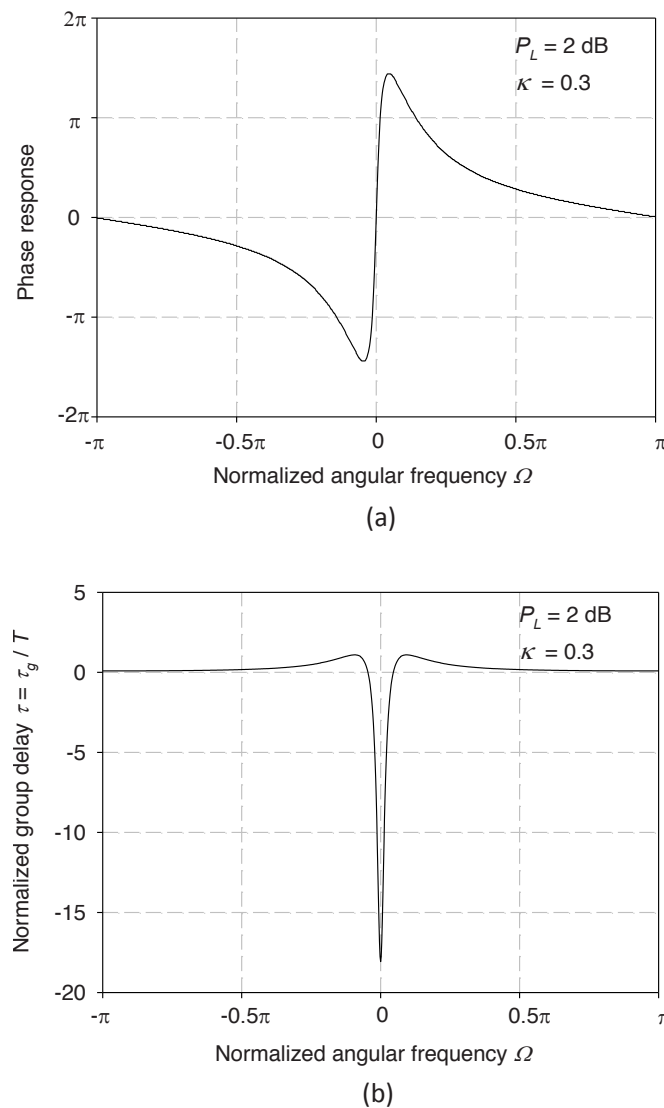 2π
π
0
-π
-2π
Phase response
P_L = 2 dB
κ = 0.3
-π
-0.5π
0
0.5π
π
Normalized angular frequency Ω
(a)
5
0
-5
-10
-15
-20
Normalized group delay τ = τ_g / T
P_L = 2 dB
κ = 0.3
-π
-0.5π
0
0.5π
π
Normalized angular frequency Ω
(b)